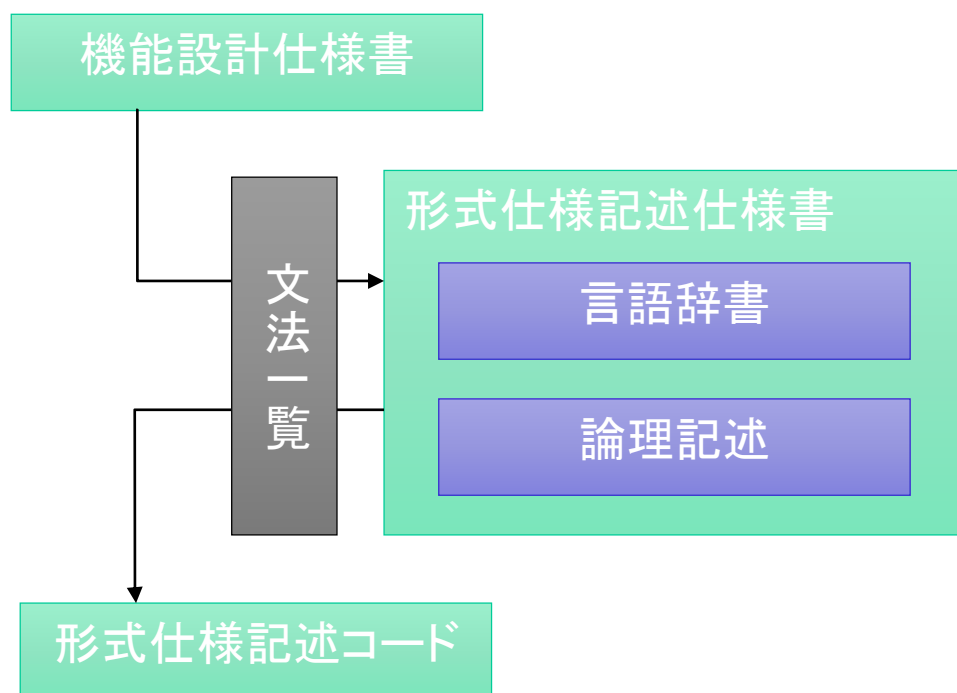 機能設計仕様書
文法一覧
形式仕様記述仕様書
言語辞書
論理記述
形式仕様記述コード